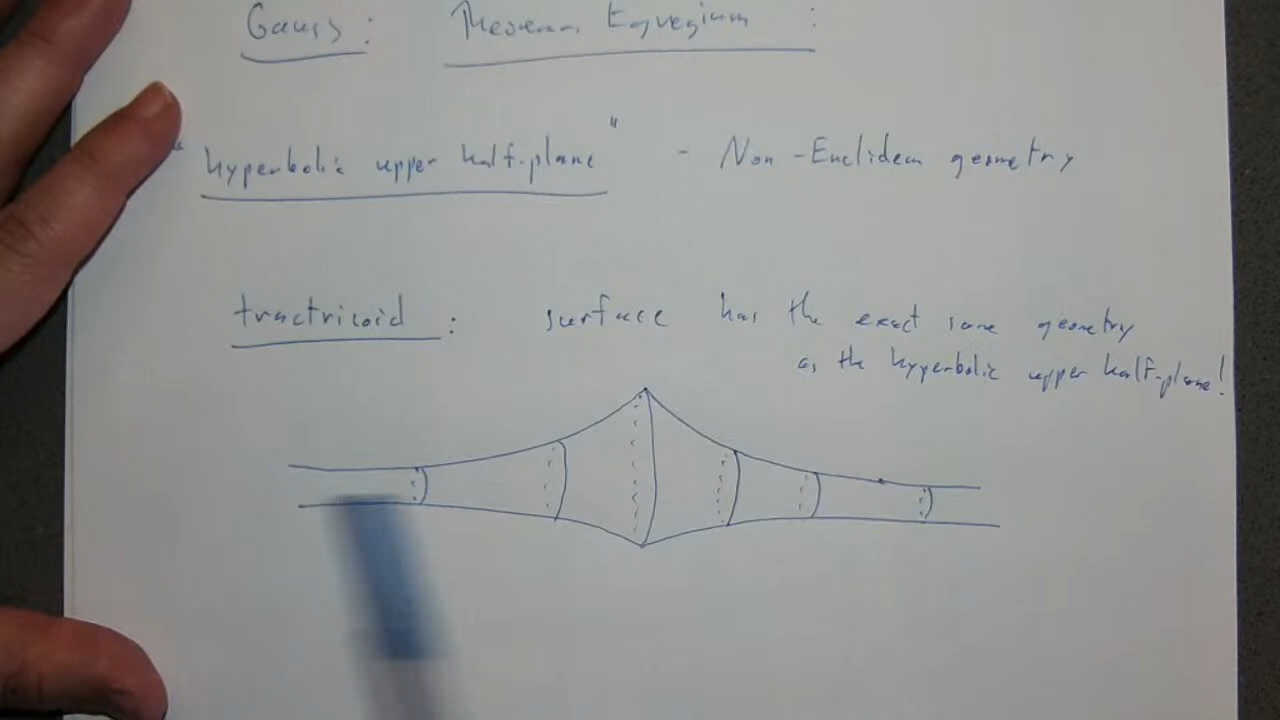 Gauss: Theorema Egregium :
"hyperbolic upper half-plane" - Non-Euclidean geometry
tractricoid : surface has the exact same geometry
as the hyperbolic upper half-plane!